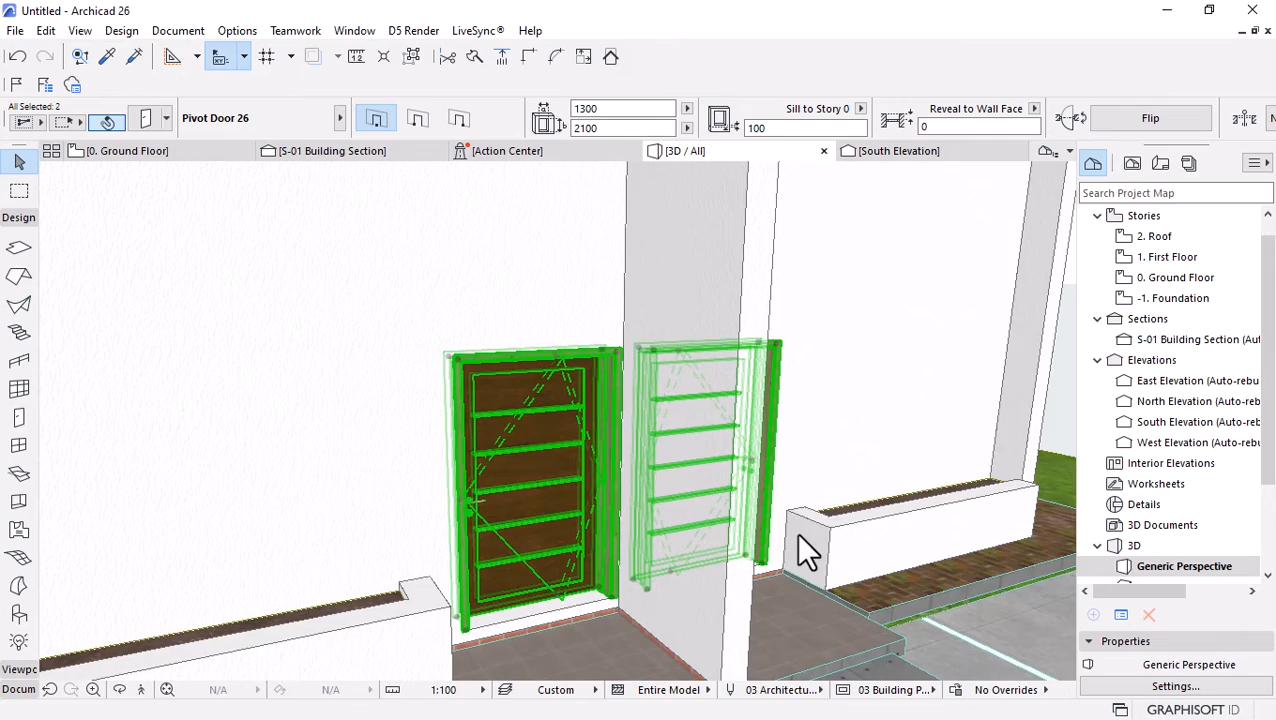 Untitled - Archicad 26
File Edit View Design Document Options Teamwork Window D5 Render LiveSync® Help
All Selected: 2
Pivot Door 26
1300
2100
Sill to Story 0
100
Reveal to Wall Face
0
Flip
[0. Ground Floor]
[S-01 Building Section]
[Action Center]
[3D / All]
[South Elevation]
Design
Search Project Map
Stories
2. Roof
1. First Floor
0. Ground Floor
-1. Foundation
Sections
S-01 Building Section (Aut
Elevations
East Elevation (Auto-rebu
North Elevation (Auto-reb
South Elevation (Auto-reb
West Elevation (Auto-rebu
Interior Elevations
Worksheets
Details
3D Documents
3D
Generic Perspective
Properties
Generic Perspective
Settings...
Viewpc
Docum
N/A
N/A
1:100
Custom
Entire Model
03 Architectu...
03 Building P...
No Overrides
GRAPHISOFT ID